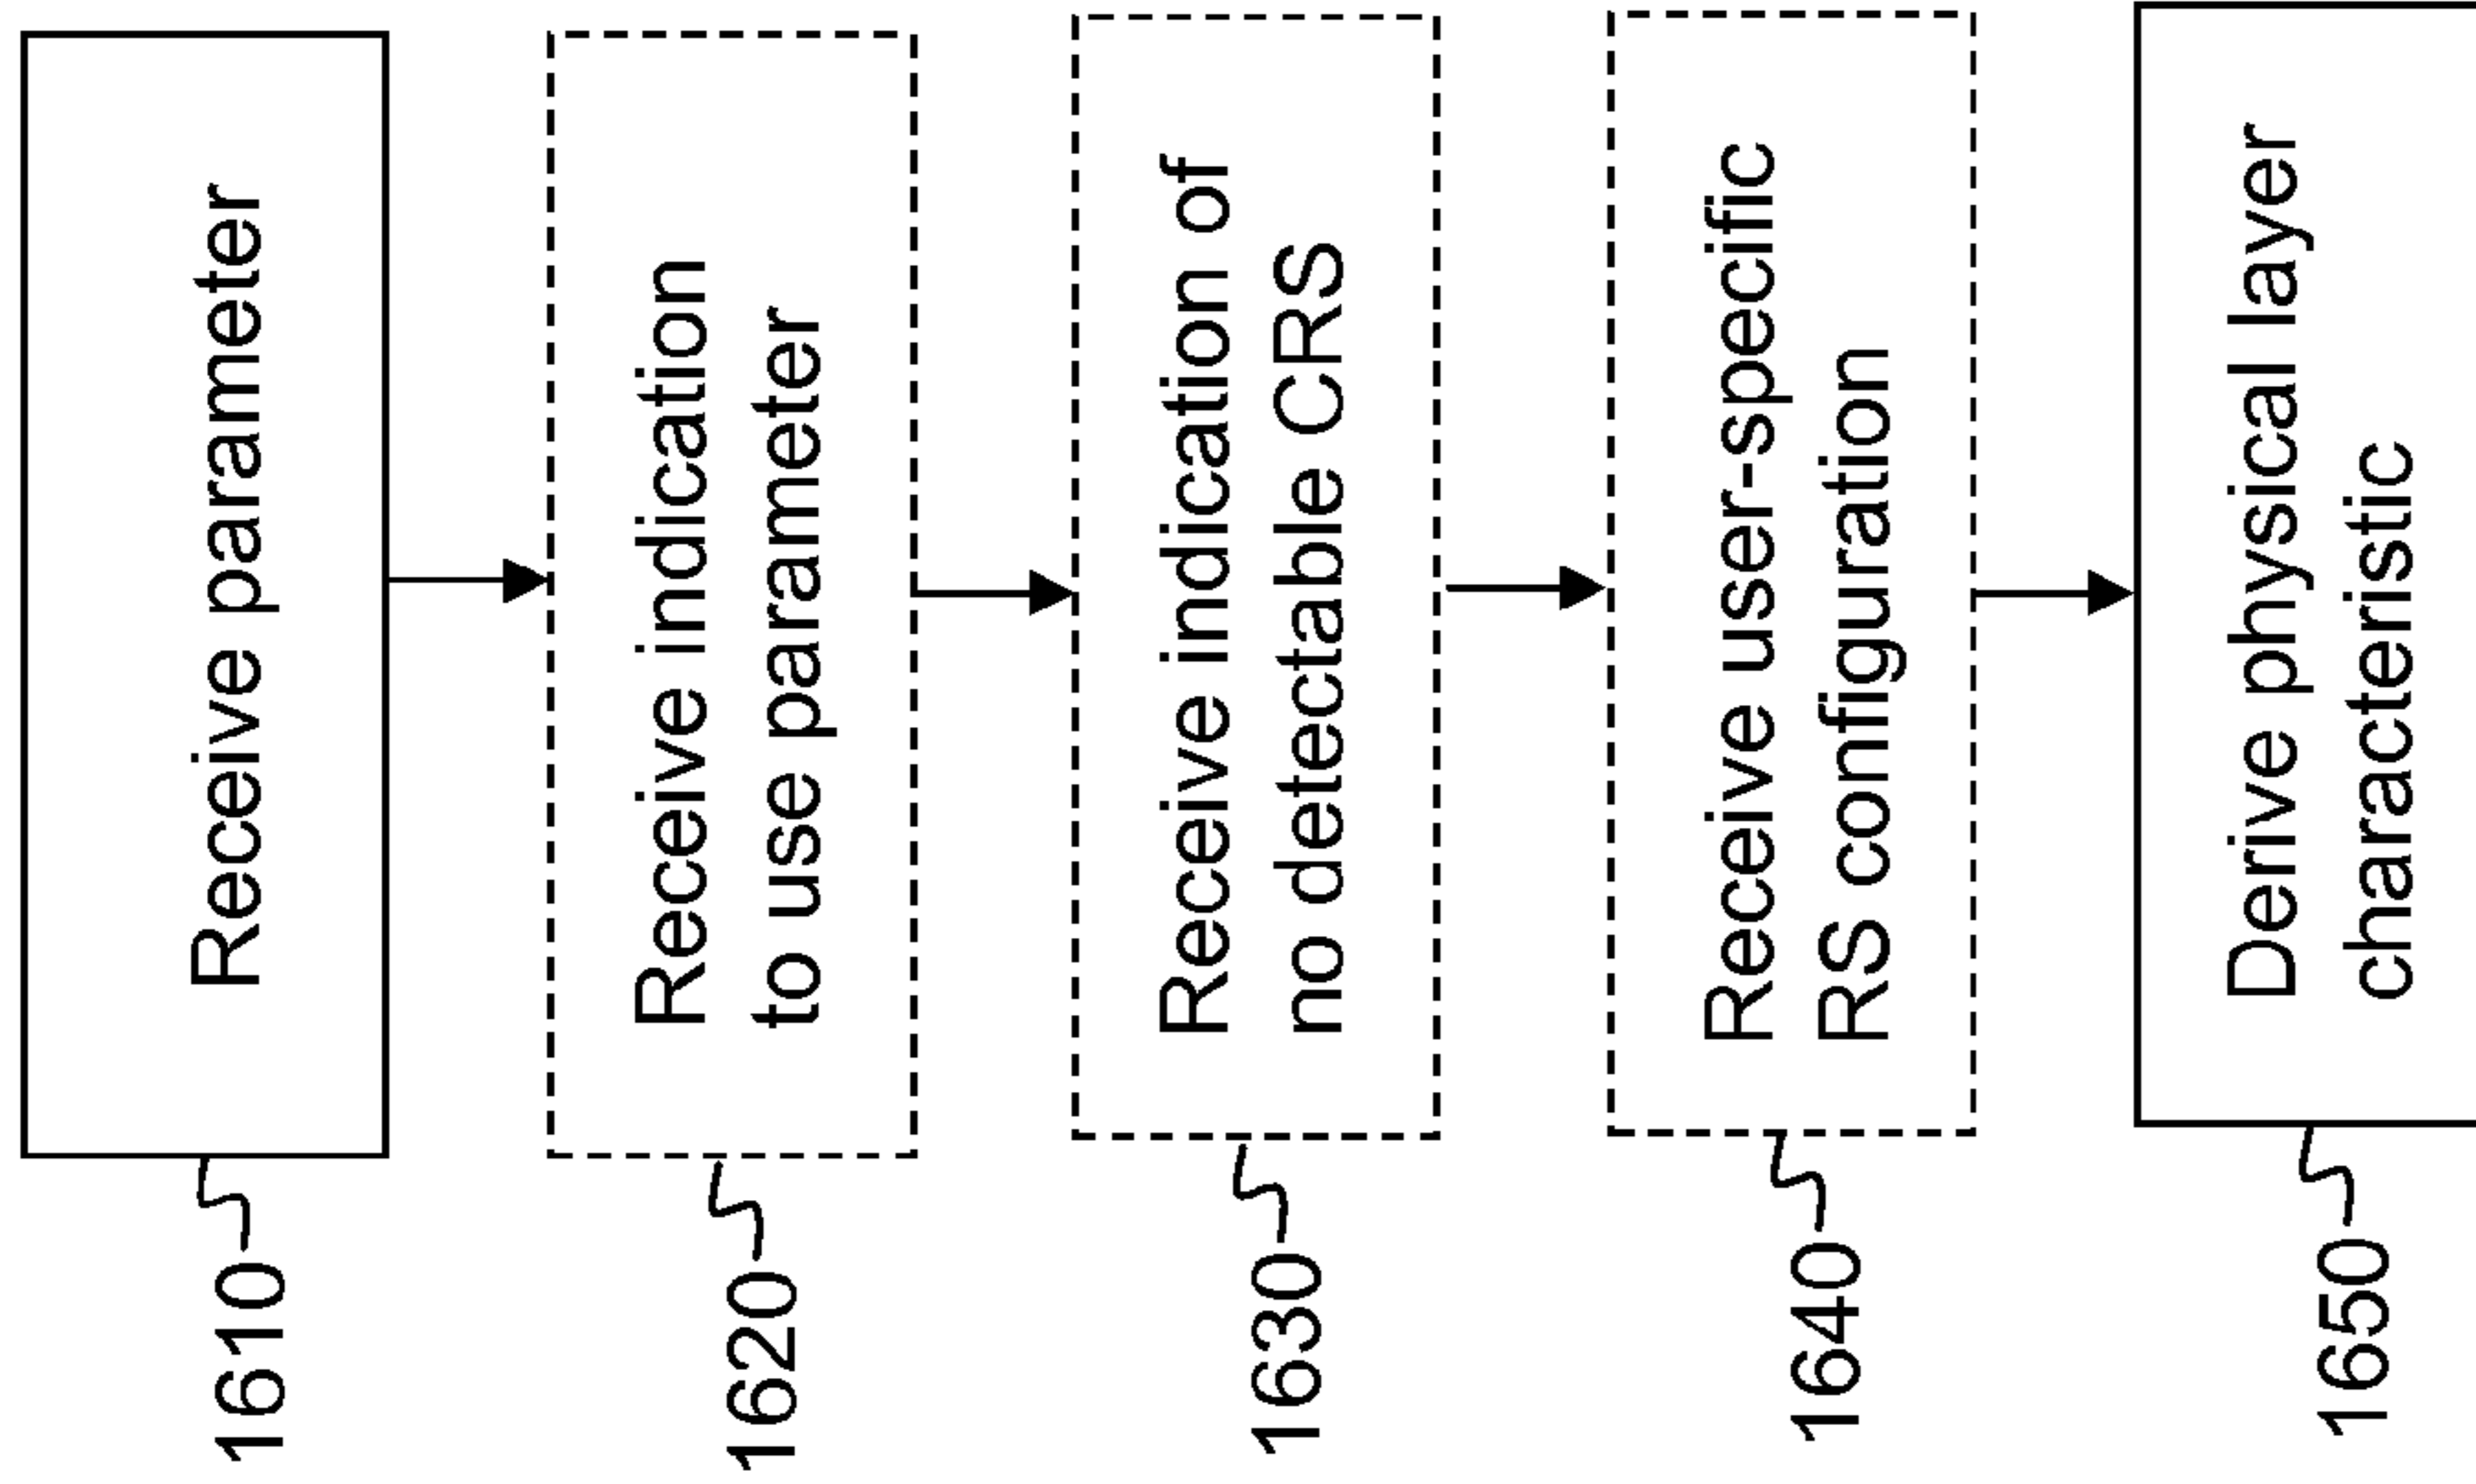 1610
Receive parameter
1620
Receive indication
to use parameter
1630
Receive indication of
no detectable CRS
1640
Receive user-specific
RS configuration
1650
Derive physical layer
characteristic